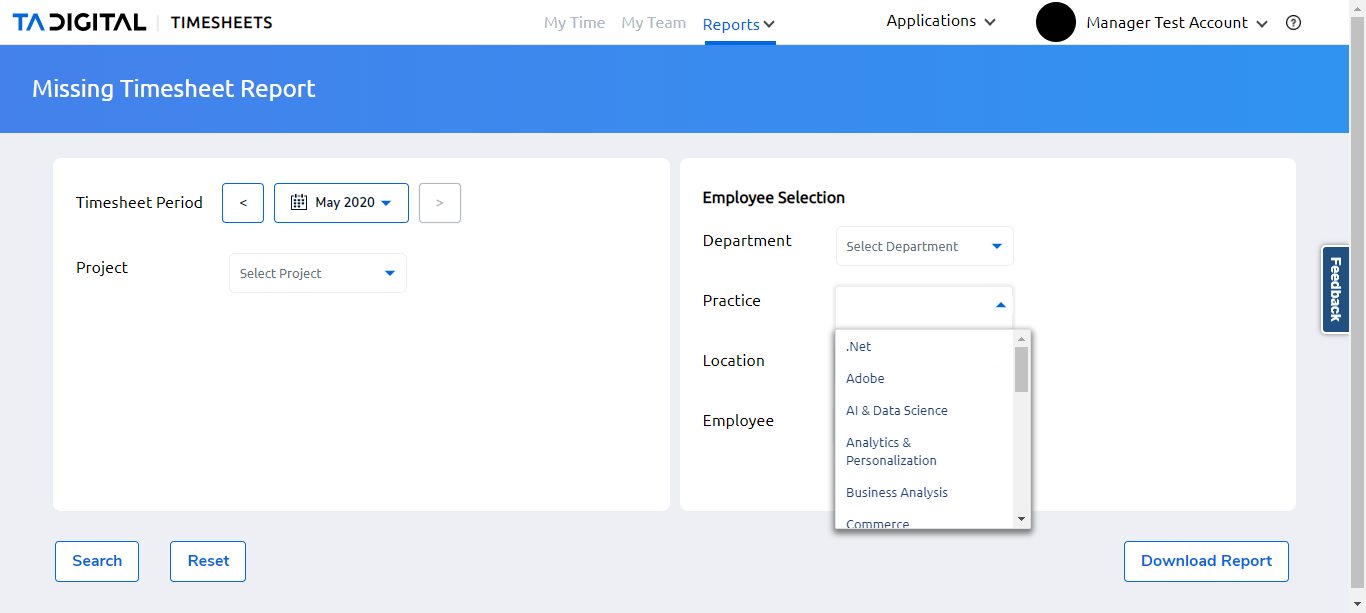 TA DIGITAL TIMESHEETS My Time My Team Reports Applications Manager Test Account ?
Missing Timesheet Report
Timesheet Period < May 2020 >
Project Select Project
Employee Selection
Department Select Department
Practice
.Net
Adobe
AI & Data Science
Analytics &
Personalization
Business Analysis
Commerce
Location
Employee
Feedback
Search Reset Download Report